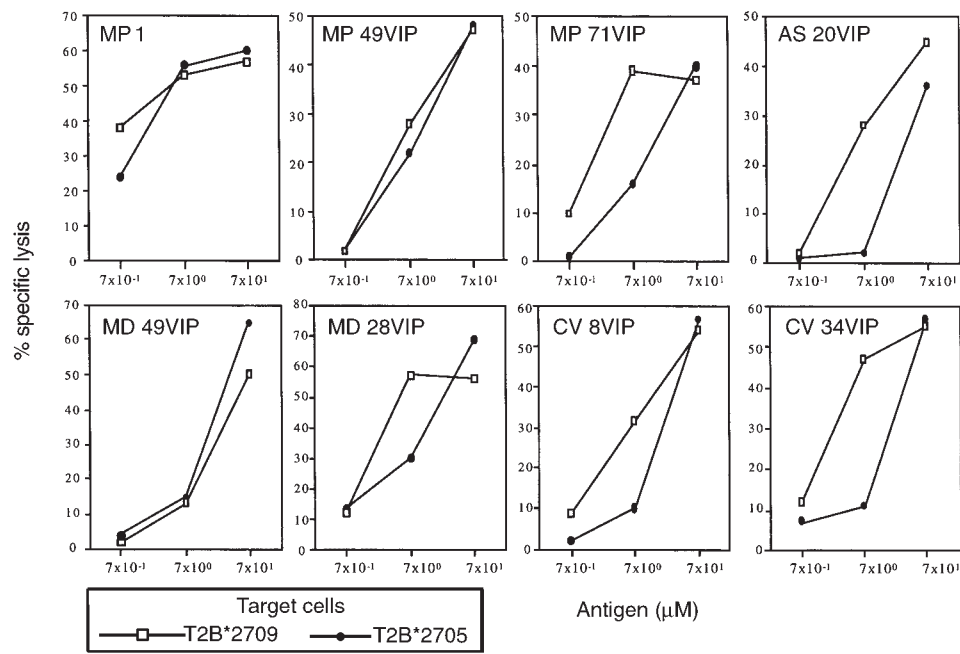 MP 1
60
50
40
30
20
10
0
7x10⁻¹ 7x10⁰ 7x10¹
50
MP 49VIP
40
30
20
10
0
7x10⁻¹ 7x10⁰ 7x10¹
50
MP 71VIP
40
30
20
10
0
7x10⁻¹ 7x10⁰ 7x10¹
50
AS 20VIP
40
30
20
10
0
7x10⁻¹ 7x10⁰ 7x10¹
% specific lysis
70
MD 49VIP
60
50
40
30
20
10
0
7x10⁻¹ 7x10⁰ 7x10¹
80
MD 28VIP
70
60
50
40
30
20
10
0
7x10⁻¹ 7x10⁰ 7x10¹
60
CV 8VIP
50
40
30
20
10
0
7x10⁻¹ 7x10⁰ 7x10¹
60
CV 34VIP
50
40
30
20
10
0
7x10⁻¹ 7x10⁰ 7x10¹
Target cells
T2B*2709 T2B*2705
Antigen (μM)